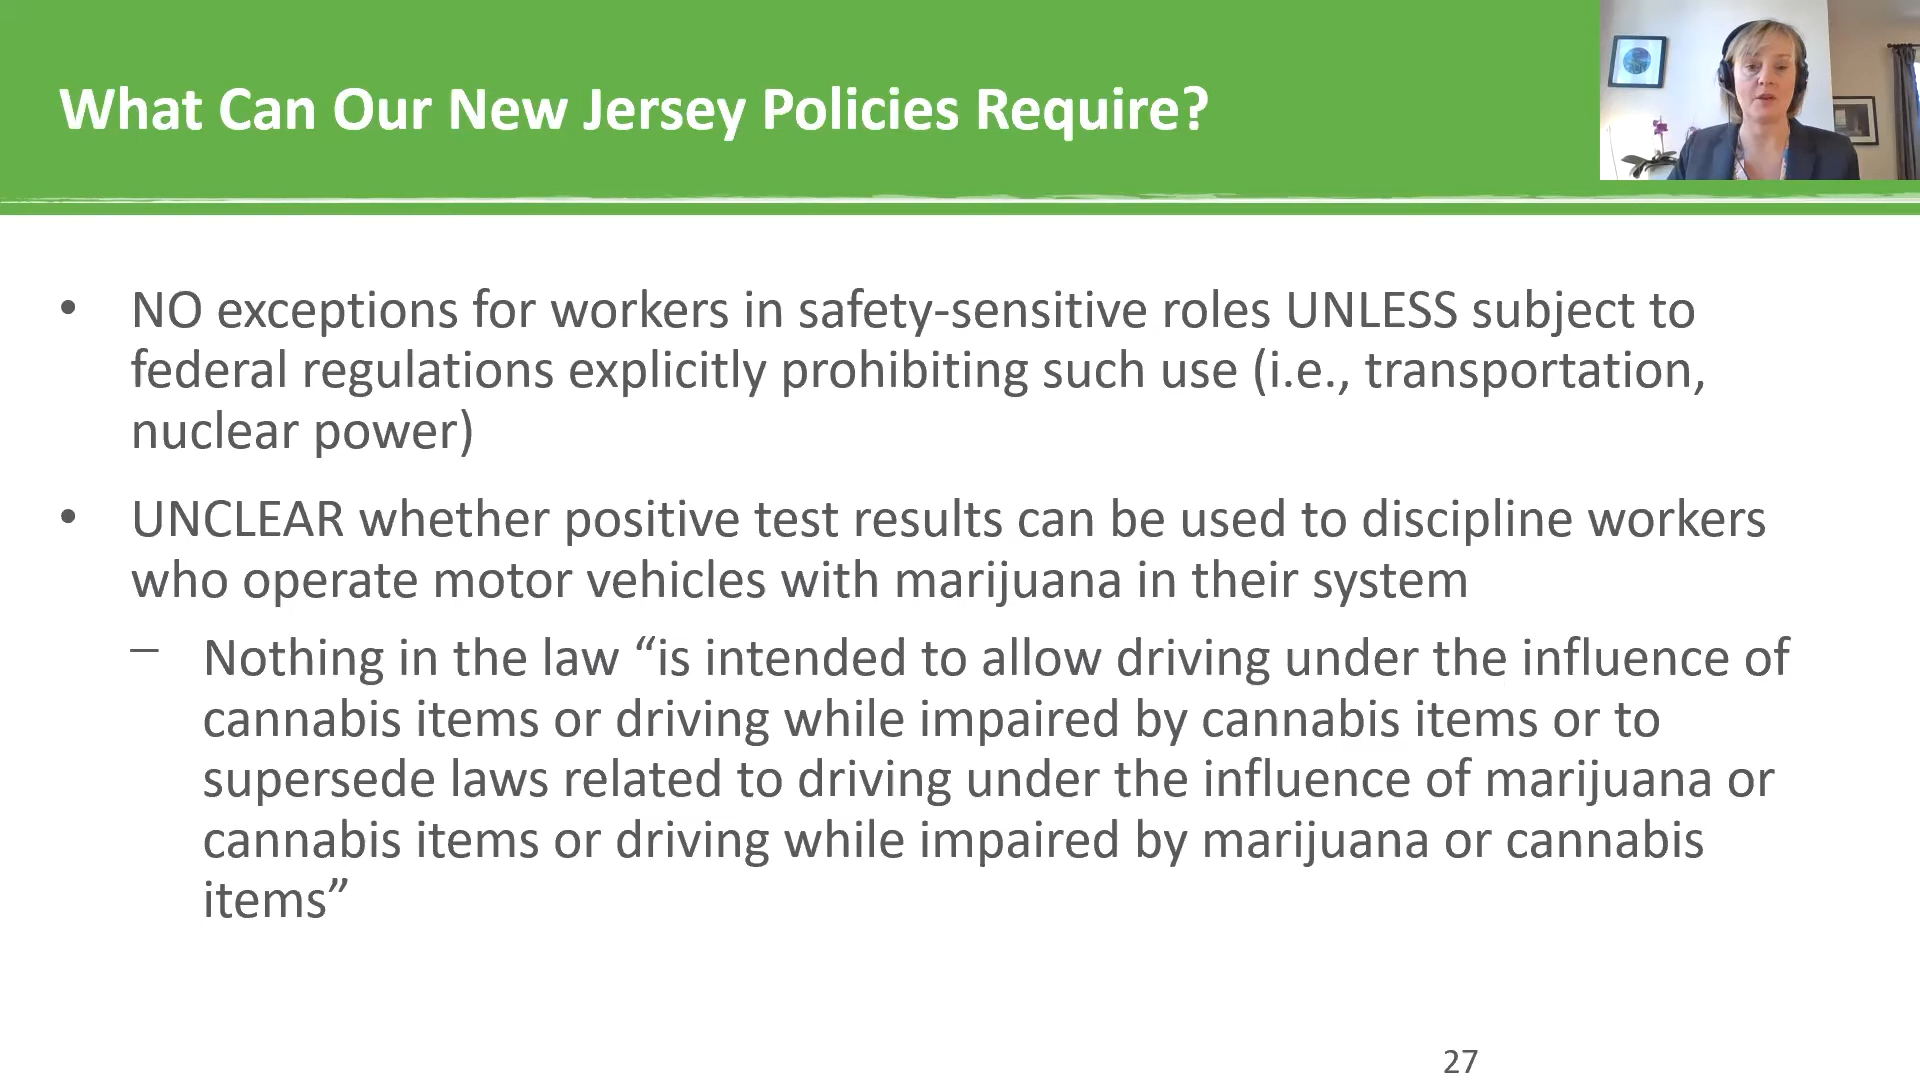 What Can Our New Jersey Policies Require?
• NO exceptions for workers in safety-sensitive roles UNLESS subject to
federal regulations explicitly prohibiting such use (i.e., transportation,
nuclear power)
• UNCLEAR whether positive test results can be used to discipline workers
who operate motor vehicles with marijuana in their system
– Nothing in the law “is intended to allow driving under the influence of
cannabis items or driving while impaired by cannabis items or to
supersede laws related to driving under the influence of marijuana or
cannabis items or driving while impaired by marijuana or cannabis
items”
27